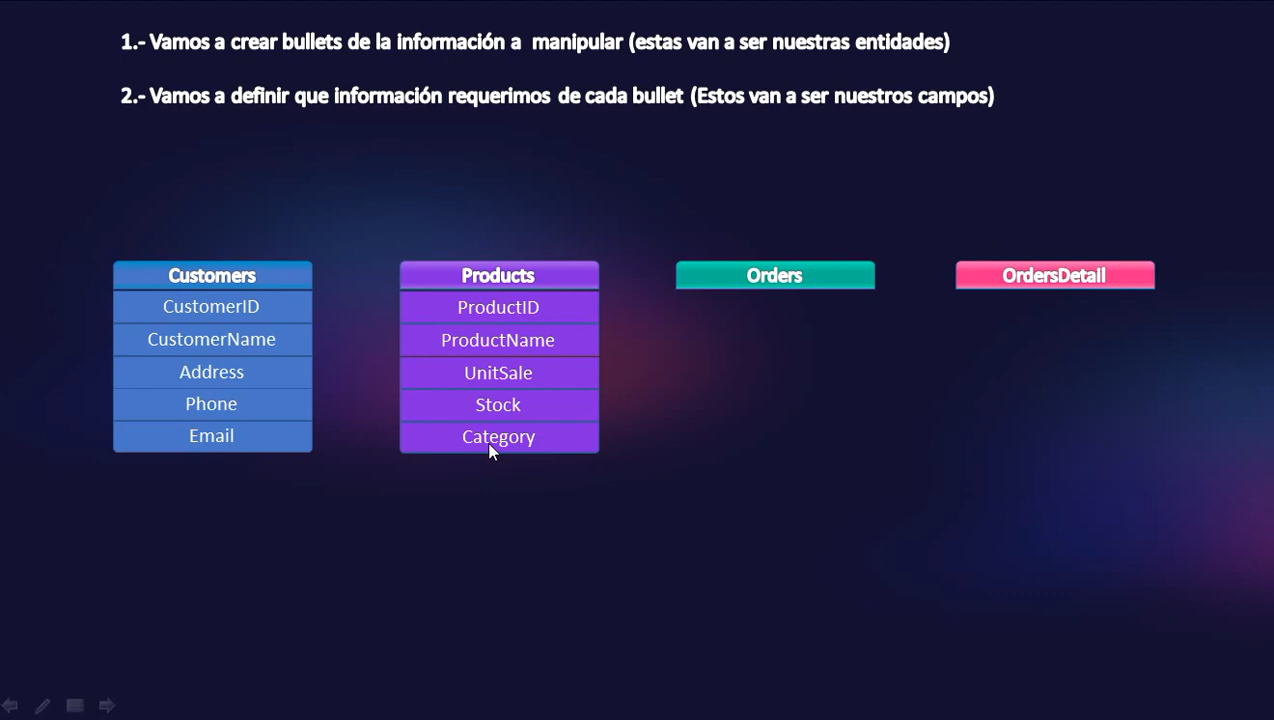 1.- Vamos a crear bullets de la información a manipular (estas van a ser nuestras entidades)
2.- Vamos a definir que información requerimos de cada bullet (Estos van a ser nuestros campos)
Customers
CustomerID
CustomerName
Address
Phone
Email
Products
ProductID
ProductName
UnitSale
Stock
Category
Orders
OrdersDetail